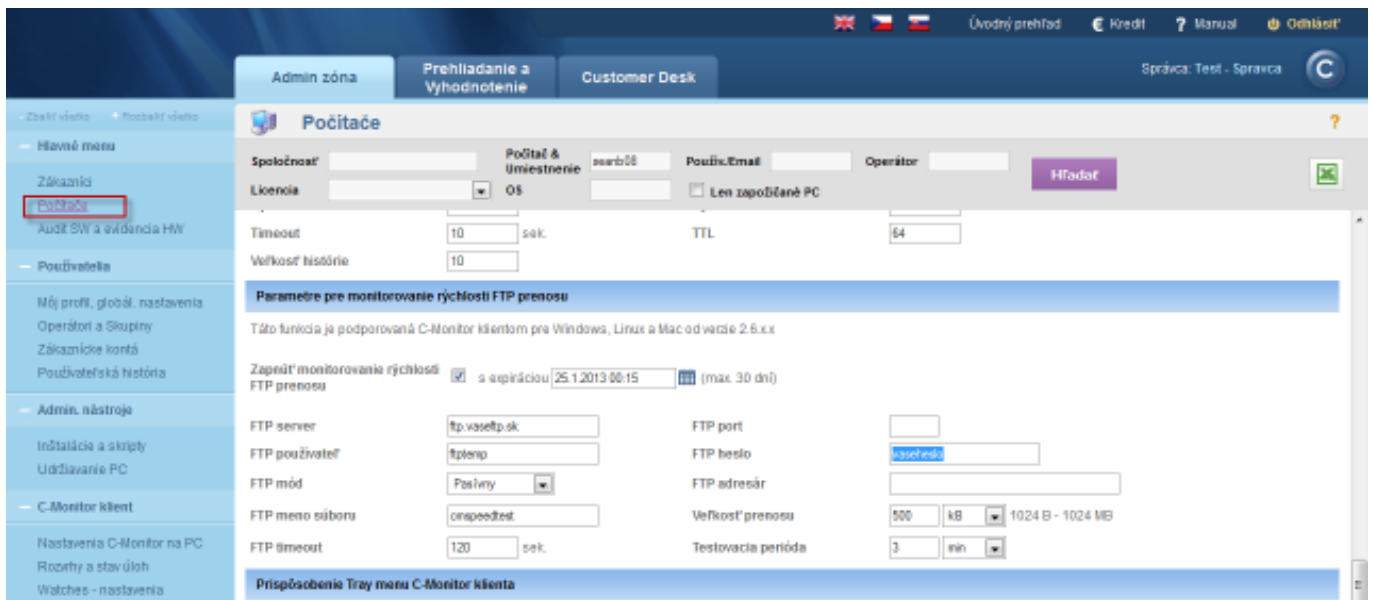 Úvodný prehľad € Kredit ? Manual Odhlásiť
Admin zóna Prehliadanie a Vyhodnotenie Customer Desk Správca: Test - Spravca
- Zbaliť všetko + Rozbaliť všetko
Hlavné menu
Zákazníci
Počítače
Audit SW a evidencia HW
Používatelia
Môj profil, globál. nastavenia
Operátori a Skupiny
Zákaznícke kontá
Používateľská história
Admin. nástroje
Inštalácie a skripty
Udržiavanie PC
C-Monitor klient
Nastavenia C-Monitor na PC
Rozvrhy a stav úloh
Watches - nastavenia
Počítače ?
Spoločnosť Počítač & Umiestnenie Použív./Email Operátor Hľadať
Licencia OS Len zapožičané PC
Timeout 10 sek. TTL 64
Veľkosť histórie 10
Parametre pre monitorovanie rýchlosti FTP prenosu
Táto funkcia je podporovaná C-Monitor klientom pre Windows, Linux a Mac od verzie 2.6.x.x
Zapnúť monitorovanie rýchlosti FTP prenosu s expiráciou 25.1.2013 00:15 (max. 30 dní)
FTP server ftp.vaseftp.sk FTP port
FTP používateľ ftptemp FTP heslo vaseheslo
FTP mód Pasívny FTP adresár
FTP meno súboru cmspeedtest Veľkosť prenosu 500 kB 1024 B - 1024 MB
FTP timeout 120 sek. Testovacia perióda 3 min
Prispôsobenie Tray menu C-Monitor klienta